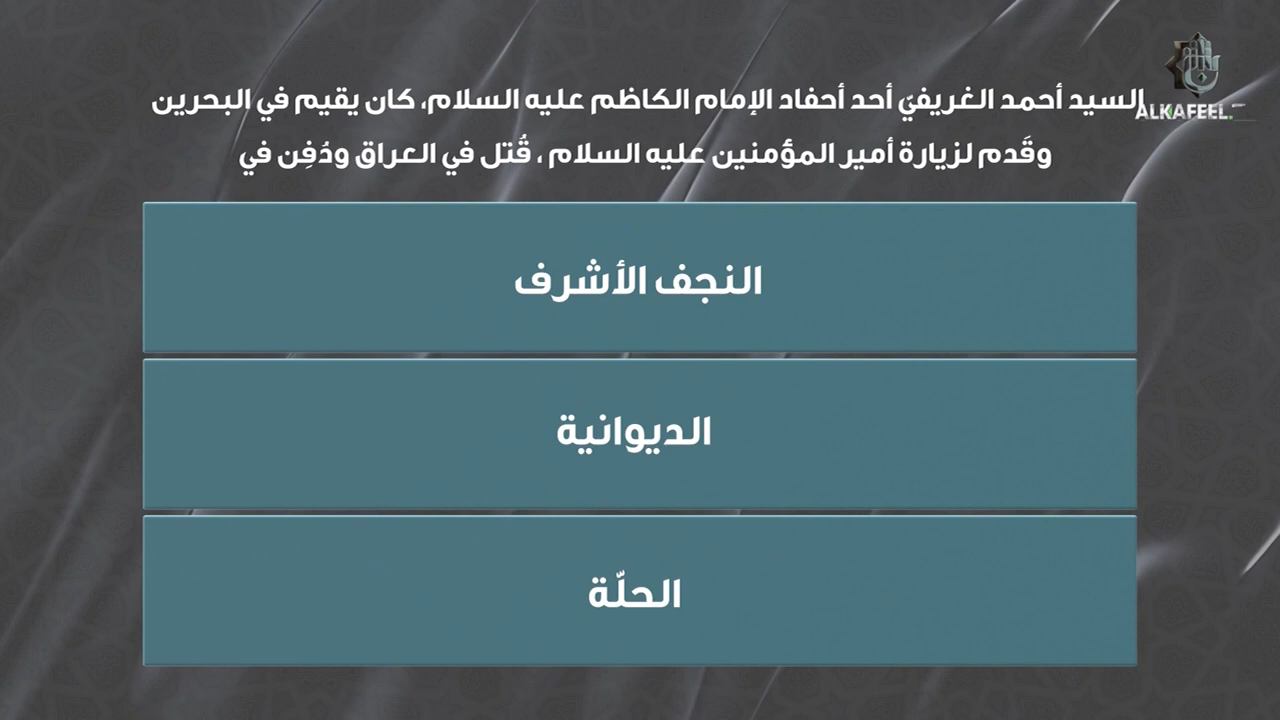 السيد أحمد الغريفيّ أحد أحفاد الإمام الكاظم عليه السلام، كان يقيم في البحرين
وقَدم لزيارة أمير المؤمنين عليه السلام ، قُتل في العراق ودُفِن في
النجف الأشرف
الديوانية
الحلّة
ALKAFEEL